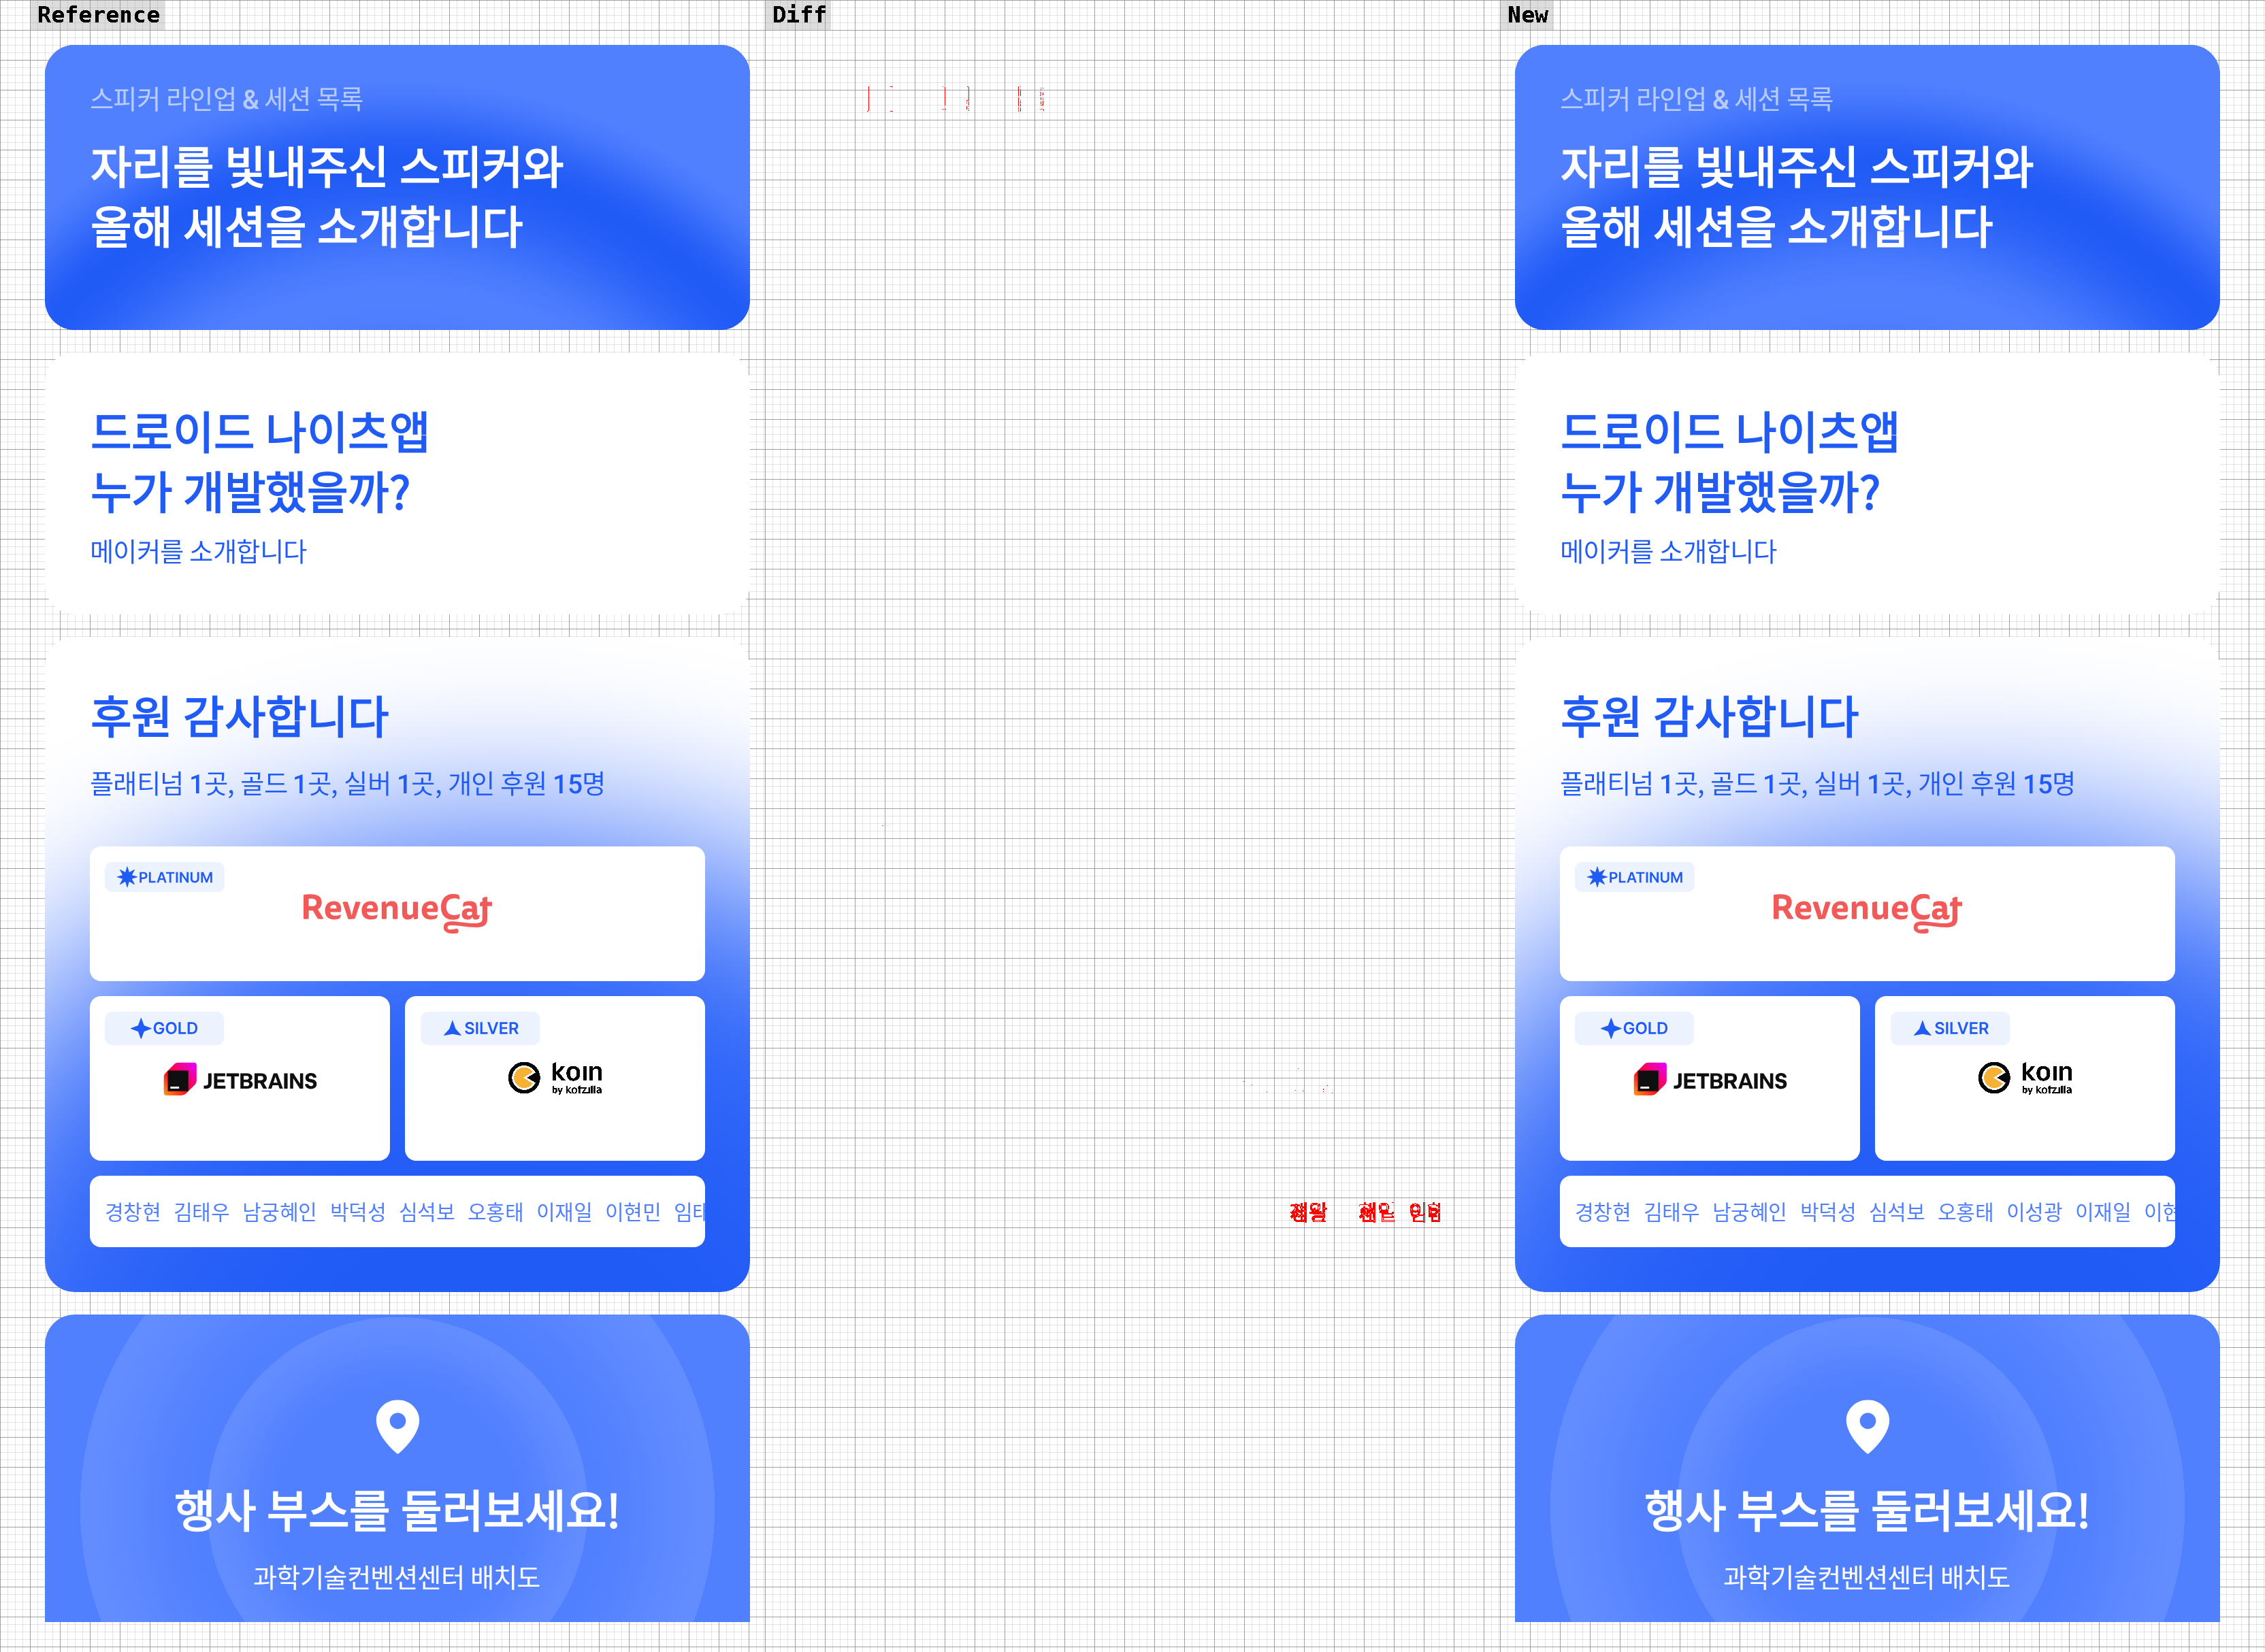 Reference
Diff
New
스피커 라인업 & 세션 목록
자리를 빛내주신 스피커와
올해 세션을 소개합니다
드로이드 나이츠앱
누가 개발했을까?
메이커를 소개합니다
후원 감사합니다
플래티넘 1곳, 골드 1곳, 실버 1곳, 개인 후원 15명
PLATINUM
RevenueCat
GOLD
JETBRAINS
SILVER
koin
by kotzilla
경창현 김태우 남궁혜인 박덕성 심석보 오홍태 이재일 이현민 임태
행사 부스를 둘러보세요!
과학기술컨벤션센터 배치도
스피커 라인업 & 세션 목록
자리를 빛내주신 스피커와
올해 세션을 소개합니다
드로이드 나이츠앱
누가 개발했을까?
메이커를 소개합니다
후원 감사합니다
플래티넘 1곳, 골드 1곳, 실버 1곳, 개인 후원 15명
PLATINUM
RevenueCat
GOLD
JETBRAINS
SILVER
koin
by kotzilla
경창현 김태우 남궁혜인 박덕성 심석보 오홍태 이성광 이재일 이현
행사 부스를 둘러보세요!
과학기술컨벤션센터 배치도